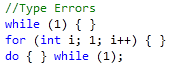 //Type Errors
while (1) { }
for (int i; 1; i++) { }
do { } while (1);